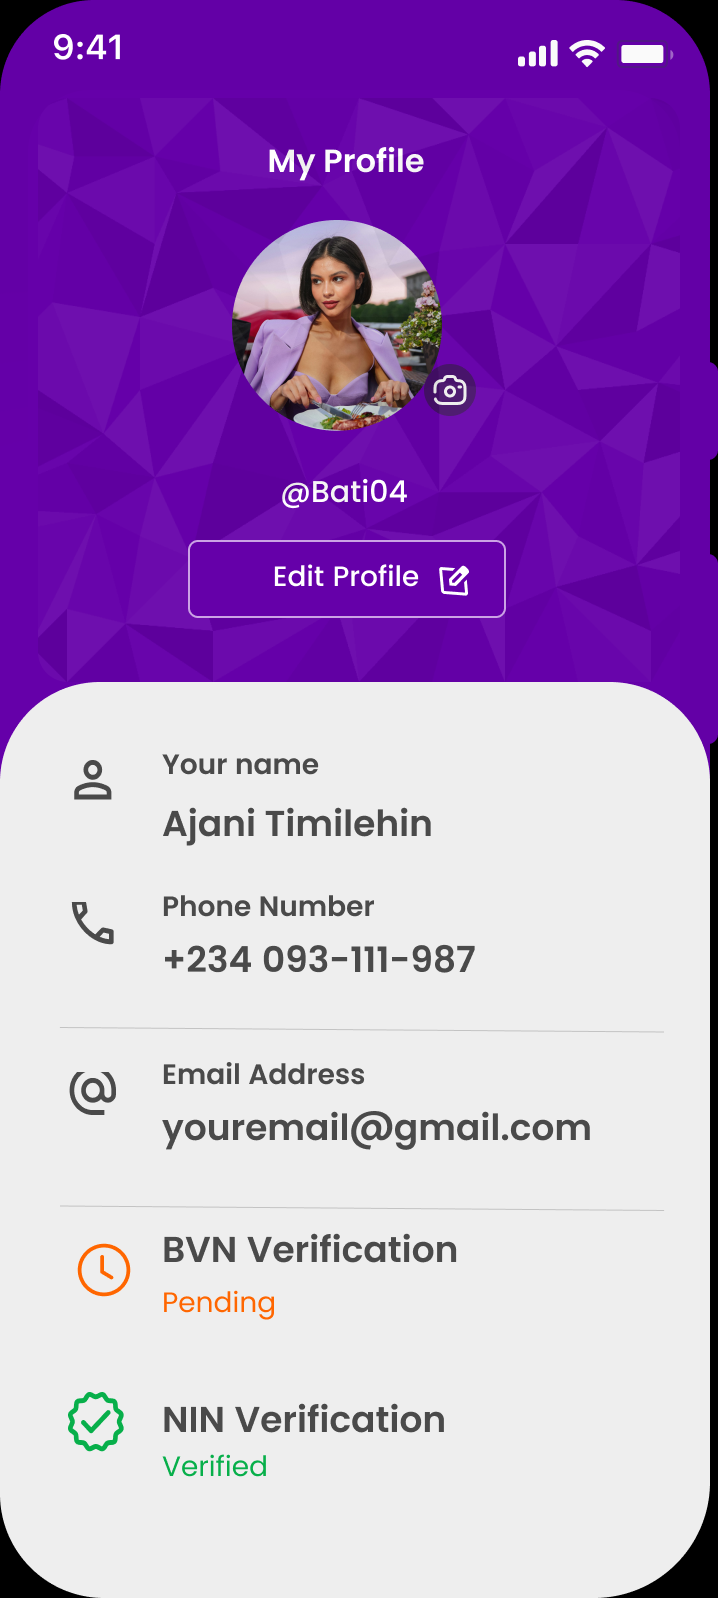 9:41
My Profile
@Bati04
Edit Profile
Your name
Ajani Timilehin
Phone Number
+234 093-111-987
Email Address
youremail@gmail.com
BVN Verification
Pending
NIN Verification
Verified